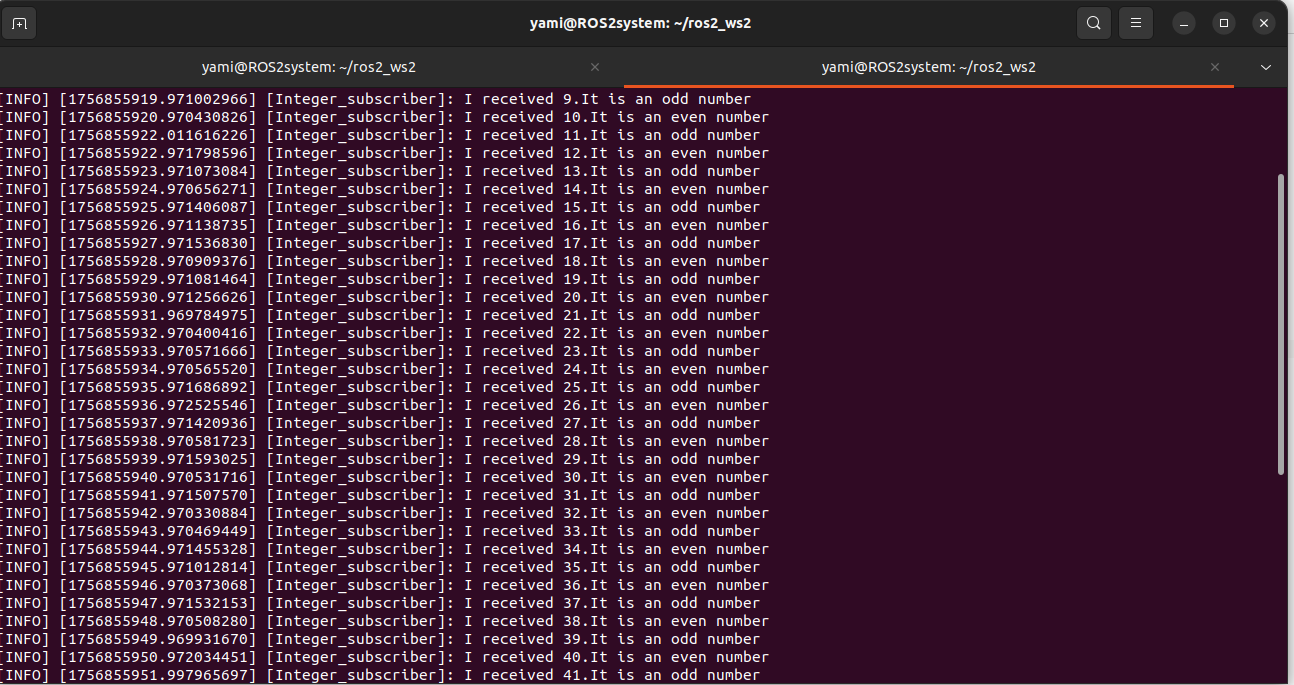 yami@ROS2system: ~/ros2_ws2
yami@ROS2system: ~/ros2_ws2
yami@ROS2system: ~/ros2_ws2
[INFO] [1756855919.971002966] [Integer_subscriber]: I received 9.It is an odd number
[INFO] [1756855920.970430826] [Integer_subscriber]: I received 10.It is an even number
[INFO] [1756855922.011616226] [Integer_subscriber]: I received 11.It is an odd number
[INFO] [1756855922.971798596] [Integer_subscriber]: I received 12.It is an even number
[INFO] [1756855923.971073084] [Integer_subscriber]: I received 13.It is an odd number
[INFO] [1756855924.970656271] [Integer_subscriber]: I received 14.It is an even number
[INFO] [1756855925.971406087] [Integer_subscriber]: I received 15.It is an odd number
[INFO] [1756855926.971138735] [Integer_subscriber]: I received 16.It is an even number
[INFO] [1756855927.971536830] [Integer_subscriber]: I received 17.It is an odd number
[INFO] [1756855928.970909376] [Integer_subscriber]: I received 18.It is an even number
[INFO] [1756855929.971081464] [Integer_subscriber]: I received 19.It is an odd number
[INFO] [1756855930.971256626] [Integer_subscriber]: I received 20.It is an even number
[INFO] [1756855931.969784975] [Integer_subscriber]: I received 21.It is an odd number
[INFO] [1756855932.970400416] [Integer_subscriber]: I received 22.It is an even number
[INFO] [1756855933.970571666] [Integer_subscriber]: I received 23.It is an odd number
[INFO] [1756855934.970565520] [Integer_subscriber]: I received 24.It is an even number
[INFO] [1756855935.971686892] [Integer_subscriber]: I received 25.It is an odd number
[INFO] [1756855936.972525546] [Integer_subscriber]: I received 26.It is an even number
[INFO] [1756855937.971420936] [Integer_subscriber]: I received 27.It is an odd number
[INFO] [1756855938.970581723] [Integer_subscriber]: I received 28.It is an even number
[INFO] [1756855939.971593025] [Integer_subscriber]: I received 29.It is an odd number
[INFO] [1756855940.970531716] [Integer_subscriber]: I received 30.It is an even number
[INFO] [1756855941.971507570] [Integer_subscriber]: I received 31.It is an odd number
[INFO] [1756855942.970330884] [Integer_subscriber]: I received 32.It is an even number
[INFO] [1756855943.970469449] [Integer_subscriber]: I received 33.It is an odd number
[INFO] [1756855944.971455328] [Integer_subscriber]: I received 34.It is an even number
[INFO] [1756855945.971012814] [Integer_subscriber]: I received 35.It is an odd number
[INFO] [1756855946.970373068] [Integer_subscriber]: I received 36.It is an even number
[INFO] [1756855947.971532153] [Integer_subscriber]: I received 37.It is an odd number
[INFO] [1756855948.970508280] [Integer_subscriber]: I received 38.It is an even number
[INFO] [1756855949.969931670] [Integer_subscriber]: I received 39.It is an odd number
[INFO] [1756855950.972034451] [Integer_subscriber]: I received 40.It is an even number
[INFO] [1756855951.997965697] [Integer_subscriber]: I received 41.It is an odd number